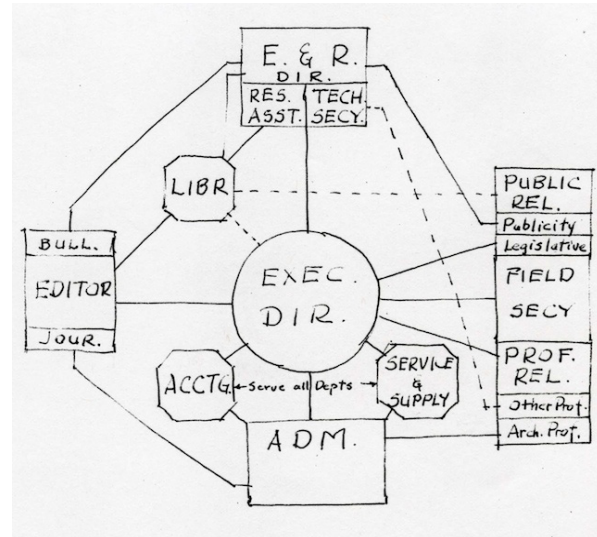 E. & R.
DIR.
RES. ASST.
TECH. SECY.
LIBR
PUBLIC
REL.
Publicity
Legislative
FIELD
SECY
PROF.
REL.
Other Prof.
Arch. Prof.
BULL.
EDITOR
JOUR.
EXEC.
DIR.
ACCTG.
Serve all Depts
SERVICE
&
SUPPLY
ADM.